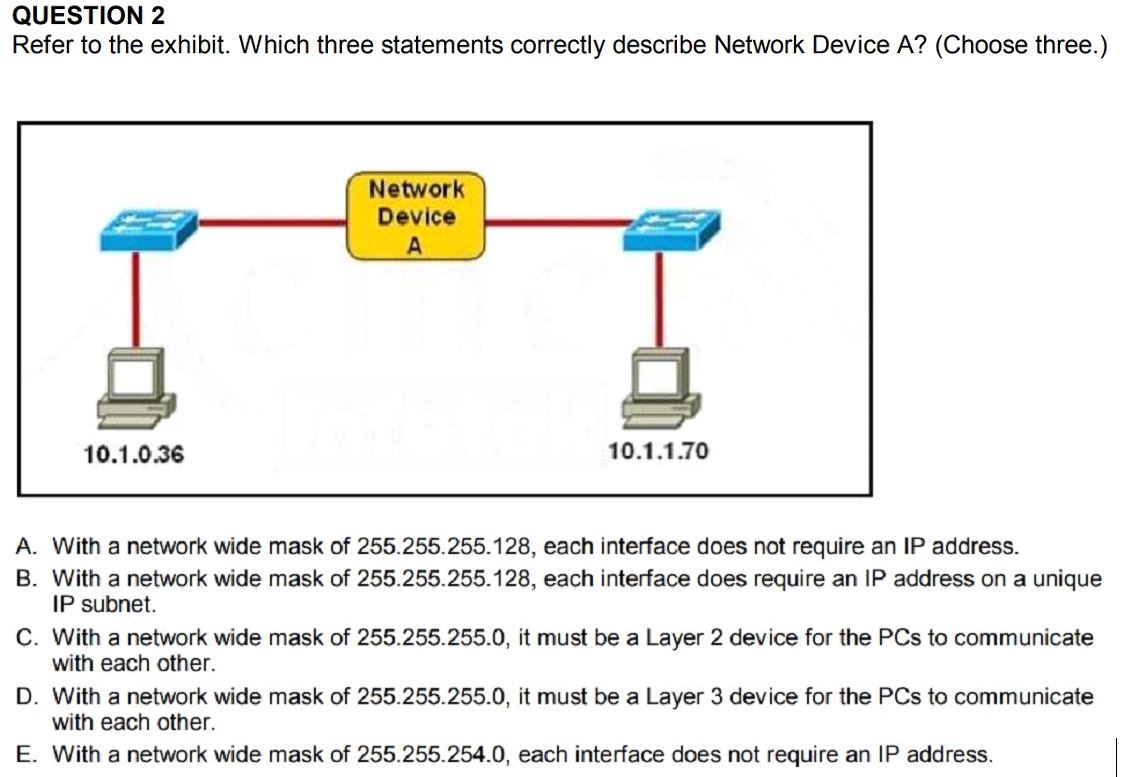 QUESTION 2
Refer to the exhibit. Which three statements correctly describe Network Device A? (Choose three.)
Network
Device
A
10.1.0.36
10.1.1.70
A. With a network wide mask of 255.255.255.128, each interface does not require an IP address.
B. With a network wide mask of 255.255.255.128, each interface does require an IP address on a unique
IP subnet.
C. With a network wide mask of 255.255.255.0, it must be a Layer 2 device for the PCs to communicate
with each other.
D. With a network wide mask of 255.255.255.0, it must be a Layer 3 device for the PCs to communicate
with each other.
E. With a network wide mask of 255.255.254.0, each interface does not require an IP address.